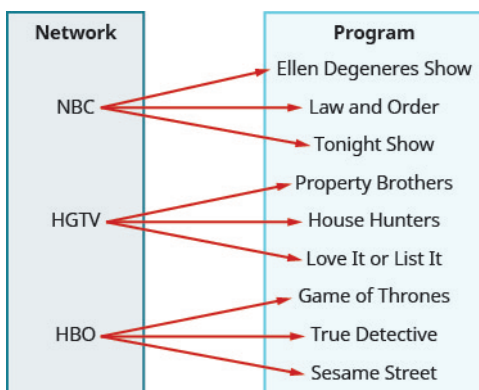 Network
Program
Ellen Degeneres Show
NBC
Law and Order
Tonight Show
Property Brothers
HGTV
House Hunters
Love It or List It
Game of Thrones
HBO
True Detective
Sesame Street